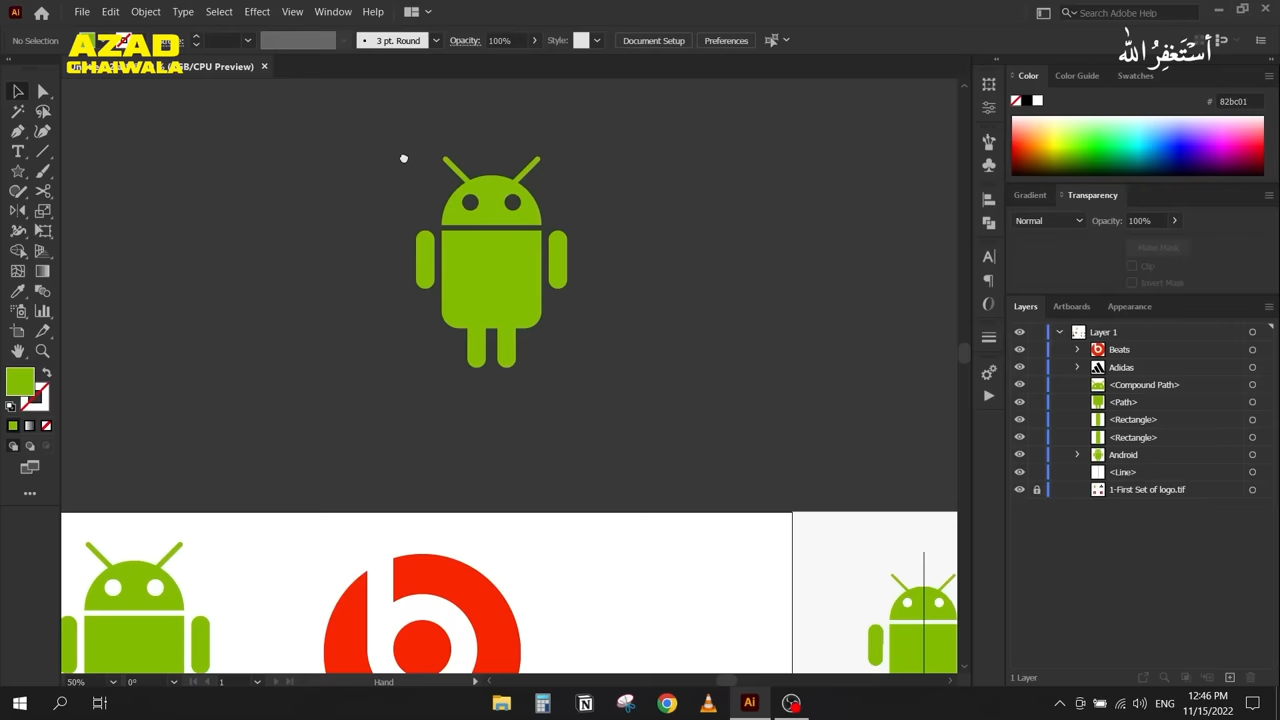 File Edit Object Type Select Effect View Window Help
Search Adobe Help
No Selection
3 pt. Round
Opacity: 100%
Style:
Document Setup
Preferences
AZAD
CHAIWALA
أستغفر الله
(RGB/CPU Preview)
Color Color Guide Swatches
# 82bc01
Gradient Transparency
Normal
Opacity: 100%
Make Mask
Clip
Invert Mask
Layers Artboards Appearance
Layer 1
Beats
Adidas
<Compound Path>
<Path>
<Rectangle>
<Rectangle>
Android
<Line>
1-First Set of logo.tif
50%
0°
1
Hand
1 Layer
ENG
12:46 PM
11/15/2022